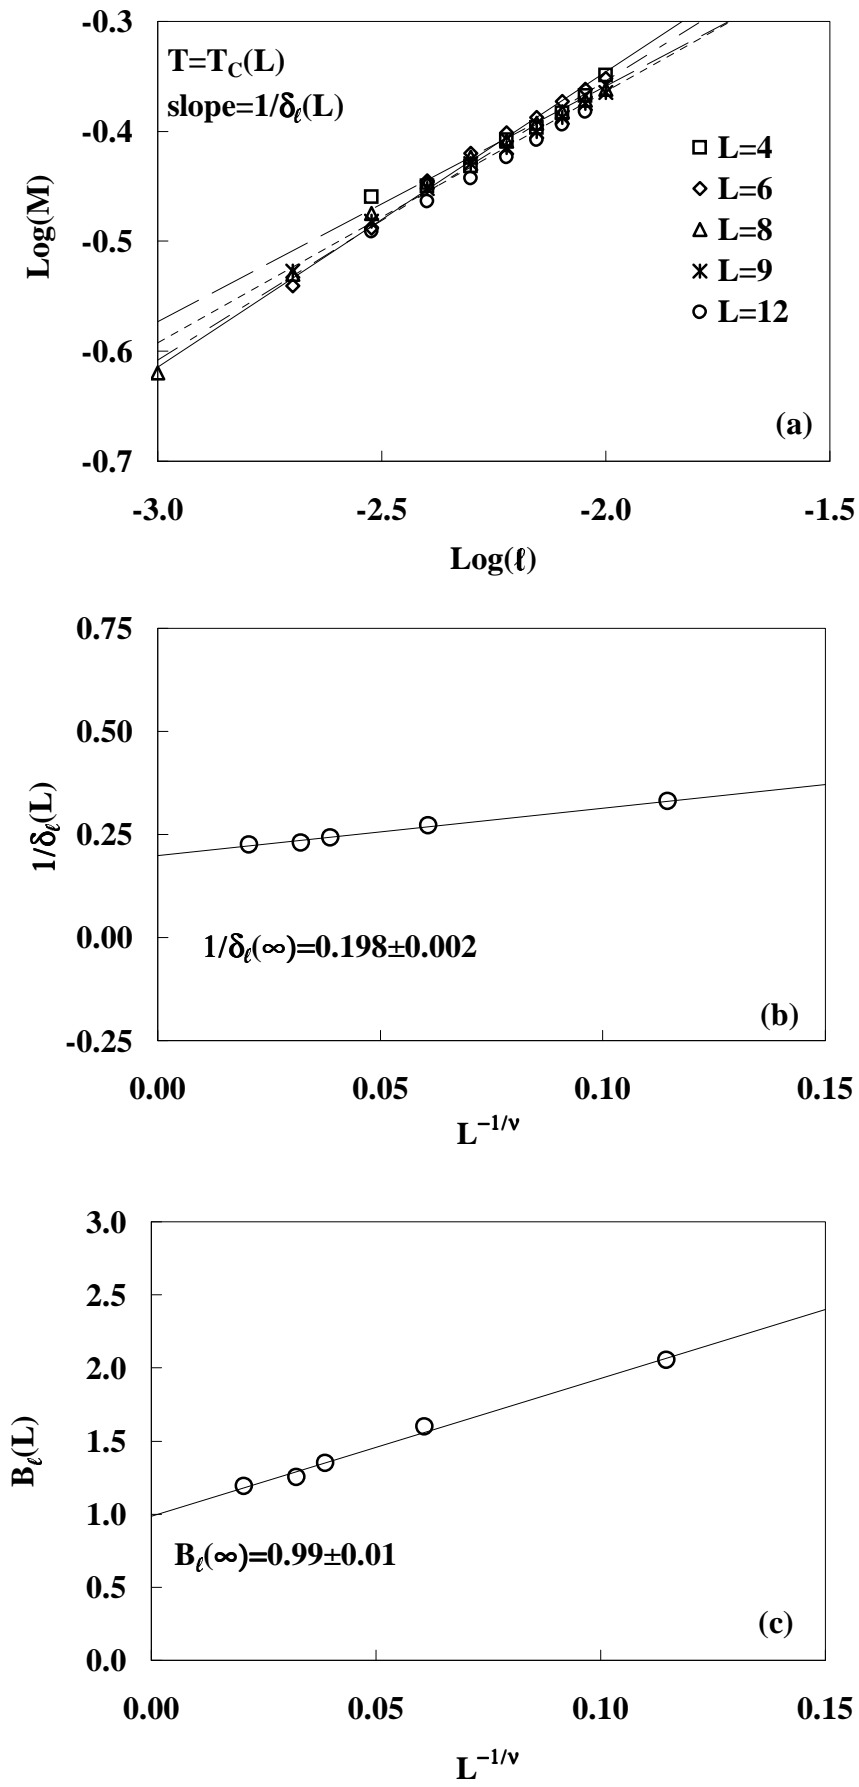 -0.3
T=T_C(L)
slope=1/δ_ℓ(L)
-0.4
L=4
L=6
L=8
L=9
L=12
Log(M)
-0.5
-0.6
(a)
-0.7
-3.0 -2.5 -2.0 -1.5
Log(ℓ)
0.75
0.50
1/δ_ℓ(L)
0.25
0.00
1/δ_ℓ(∞)=0.198±0.002
(b)
-0.25
0.00 0.05 0.10 0.15
L^{-1/ν}
3.0
2.5
2.0
B_ℓ(L)
1.5
1.0
B_ℓ(∞)=0.99±0.01
0.5
(c)
0.0
0.00 0.05 0.10 0.15
L^{-1/ν}